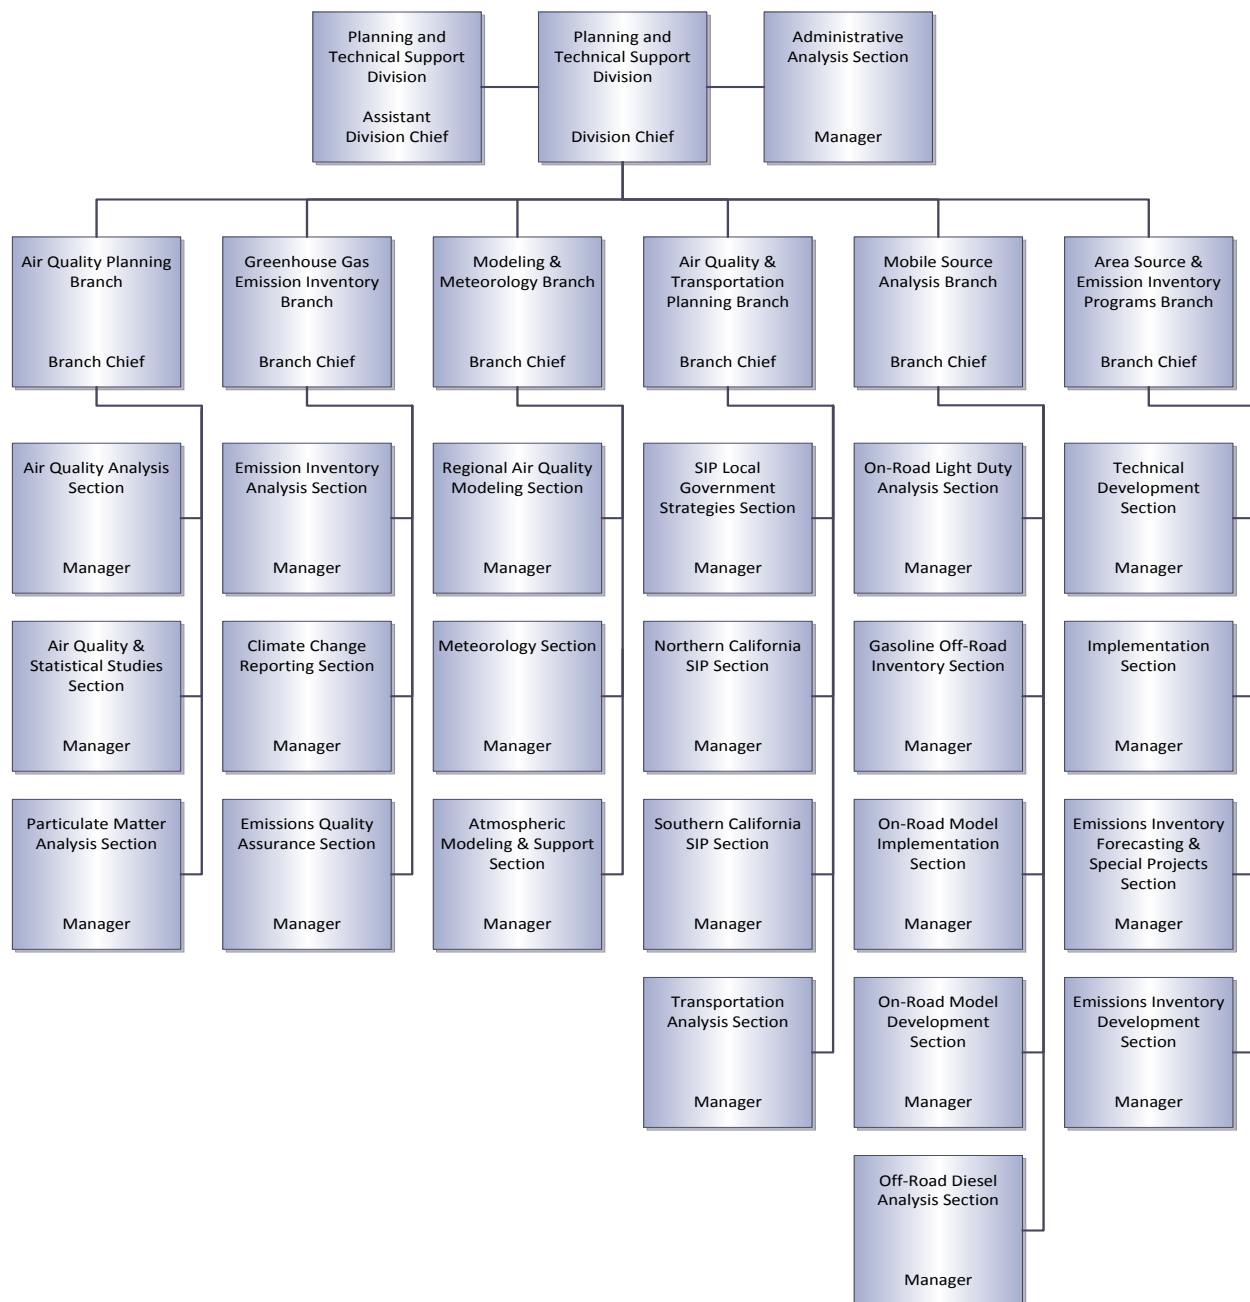 Planning and
Technical Support
Division
Assistant
Division Chief
Planning and
Technical Support
Division
Division Chief
Administrative
Analysis Section
Manager
Air Quality Planning
Branch
Branch Chief
Greenhouse Gas
Emission Inventory
Branch
Branch Chief
Modeling &
Meteorology Branch
Branch Chief
Air Quality &
Transportation
Planning Branch
Branch Chief
Mobile Source
Analysis Branch
Branch Chief
Area Source &
Emission Inventory
Programs Branch
Branch Chief
Air Quality Analysis
Section
Manager
Emission Inventory
Analysis Section
Manager
Regional Air Quality
Modeling Section
Manager
SIP Local
Government
Strategies Section
Manager
On-Road Light Duty
Analysis Section
Manager
Technical
Development
Section
Manager
Air Quality &
Statistical Studies
Section
Manager
Climate Change
Reporting Section
Manager
Meteorology Section
Manager
Northern California
SIP Section
Manager
Gasoline Off-Road
Inventory Section
Manager
Implementation
Section
Manager
Particulate Matter
Analysis Section
Manager
Emissions Quality
Assurance Section
Manager
Atmospheric
Modeling & Support
Section
Manager
Southern California
SIP Section
Manager
On-Road Model
Implementation
Section
Manager
Emissions Inventory
Forecasting &
Special Projects
Section
Manager
Transportation
Analysis Section
Manager
On-Road Model
Development
Section
Manager
Emissions Inventory
Development
Section
Manager
Off-Road Diesel
Analysis Section
Manager